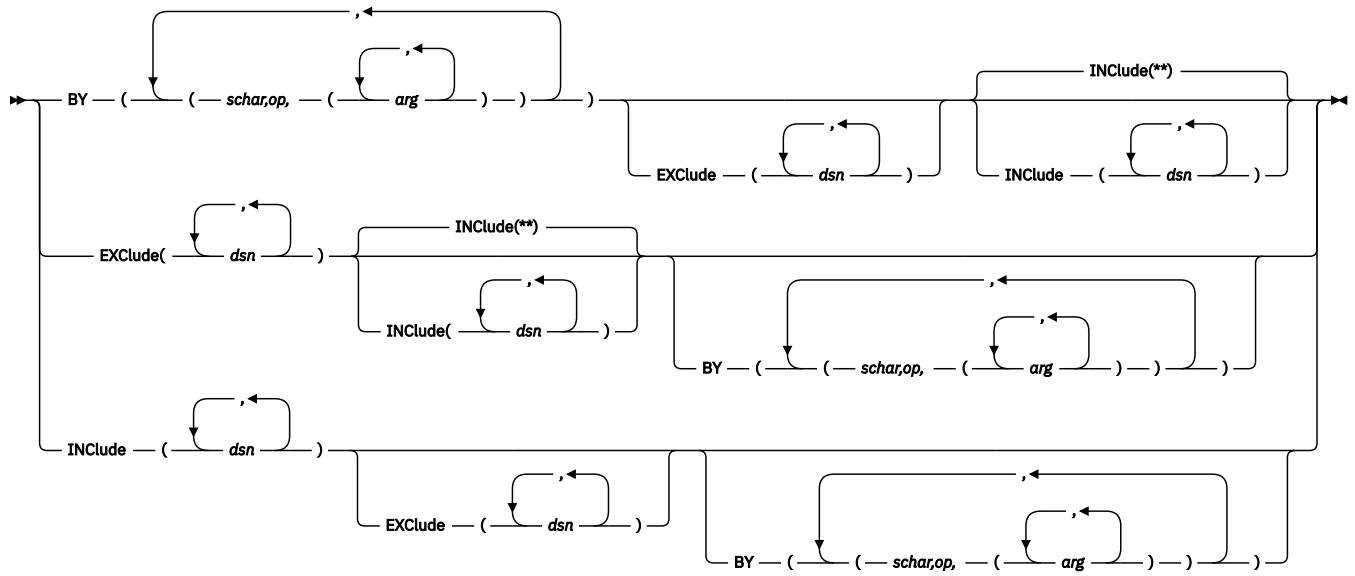 ,
,
INClude(**)
BY ( ( schar,op, ( arg ) ) )
, ,
EXClude ( dsn ) INClude ( dsn )
,
INClude(**)
EXClude( dsn )
, ,
INClude( dsn )
,
BY ( ( schar,op, ( arg ) ) )
,
INClude ( dsn )
, ,
EXClude ( dsn )
,
BY ( ( schar,op, ( arg ) ) )